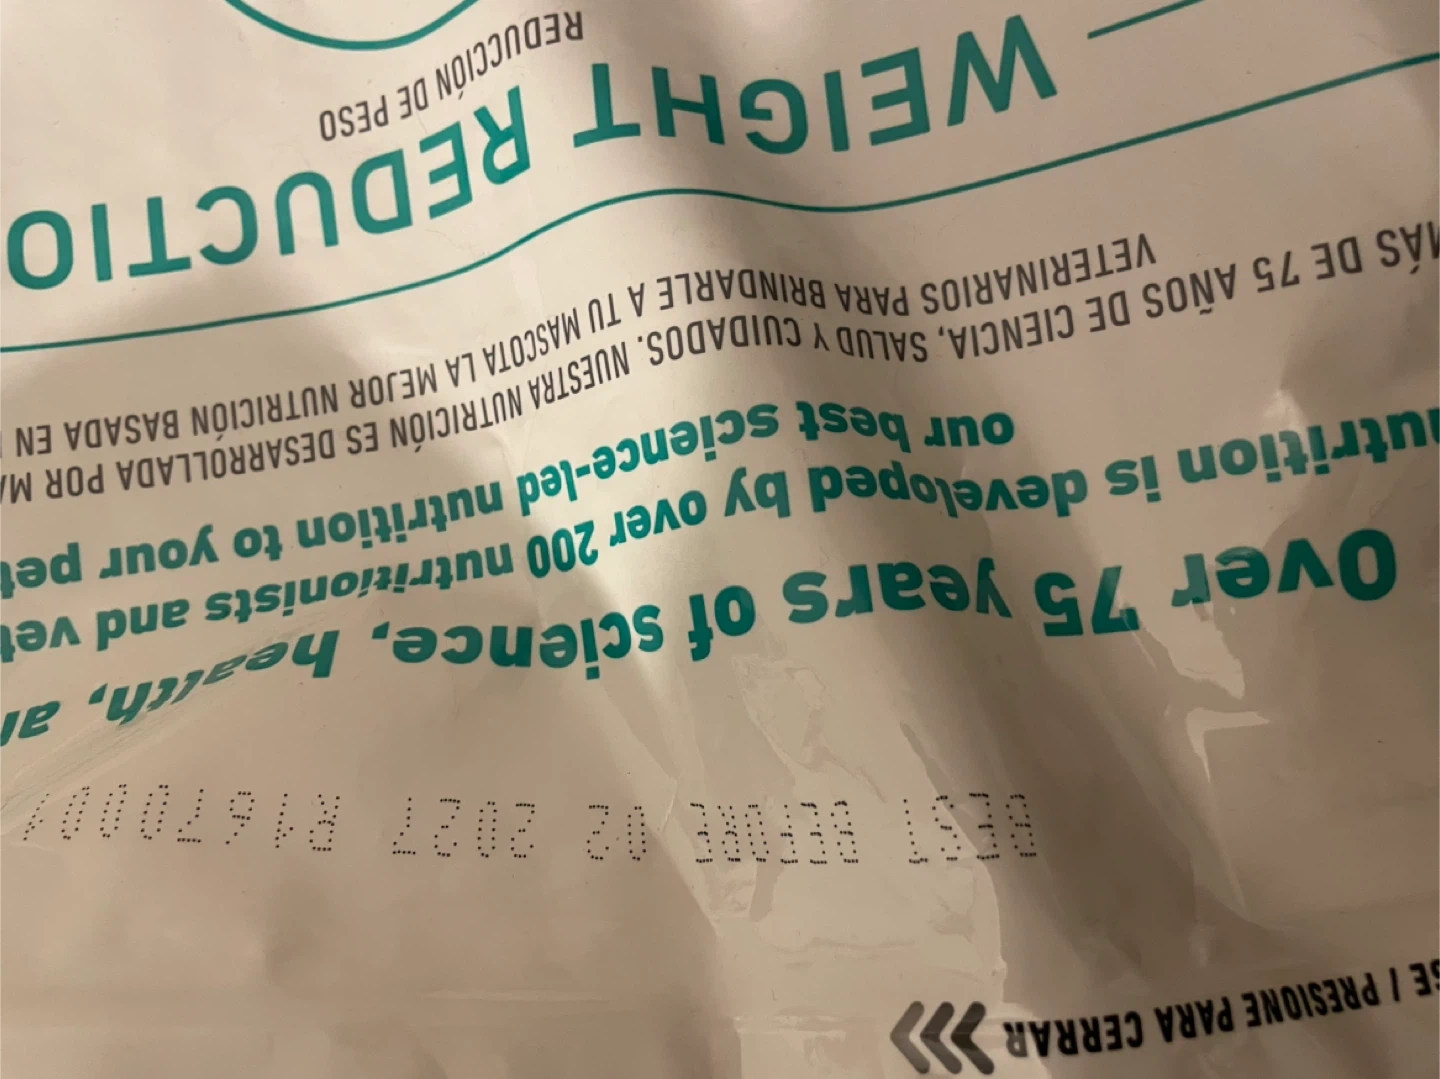 SE / PRESIONE PARA CERRAR
BEST BEFORE 02 2027 R1670001
Over 75 years of science, health,
nutrition is developed by over 200 nutritionists and vet
our best science-led nutrition to your pet
MÁS DE 75 AÑOS DE CIENCIA, SALUD Y CUIDADOS. NUESTRA NUTRICIÓN ES DESARROLLADA POR
VETERINARIOS PARA BRINDARLE A TU MASCOTA LA MEJOR NUTRICIÓN BASADA EN
WEIGHT REDUCTIO
REDUCCIÓN DE PESO